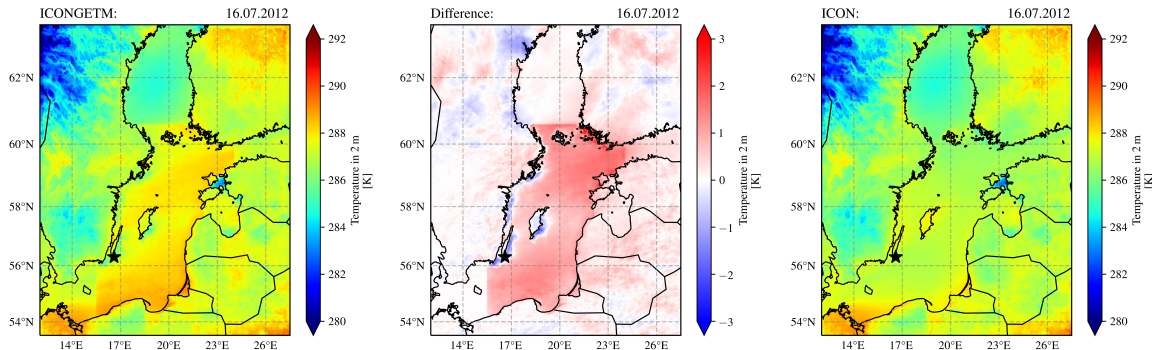 ICONGETM: 16.07.2012
62°N
60°N
58°N
56°N
54°N
14°E 17°E 20°E 23°E 26°E
292
290
288
286
284
282
280
Temperature in 2 m
[K]
Difference: 16.07.2012
62°N
60°N
58°N
56°N
54°N
14°E 17°E 20°E 23°E 26°E
3
2
1
0
−1
−2
−3
Temperature in 2 m
[K]
ICON: 16.07.2012
62°N
60°N
58°N
56°N
54°N
14°E 17°E 20°E 23°E 26°E
292
290
288
286
284
282
280
Temperature in 2 m
[K]